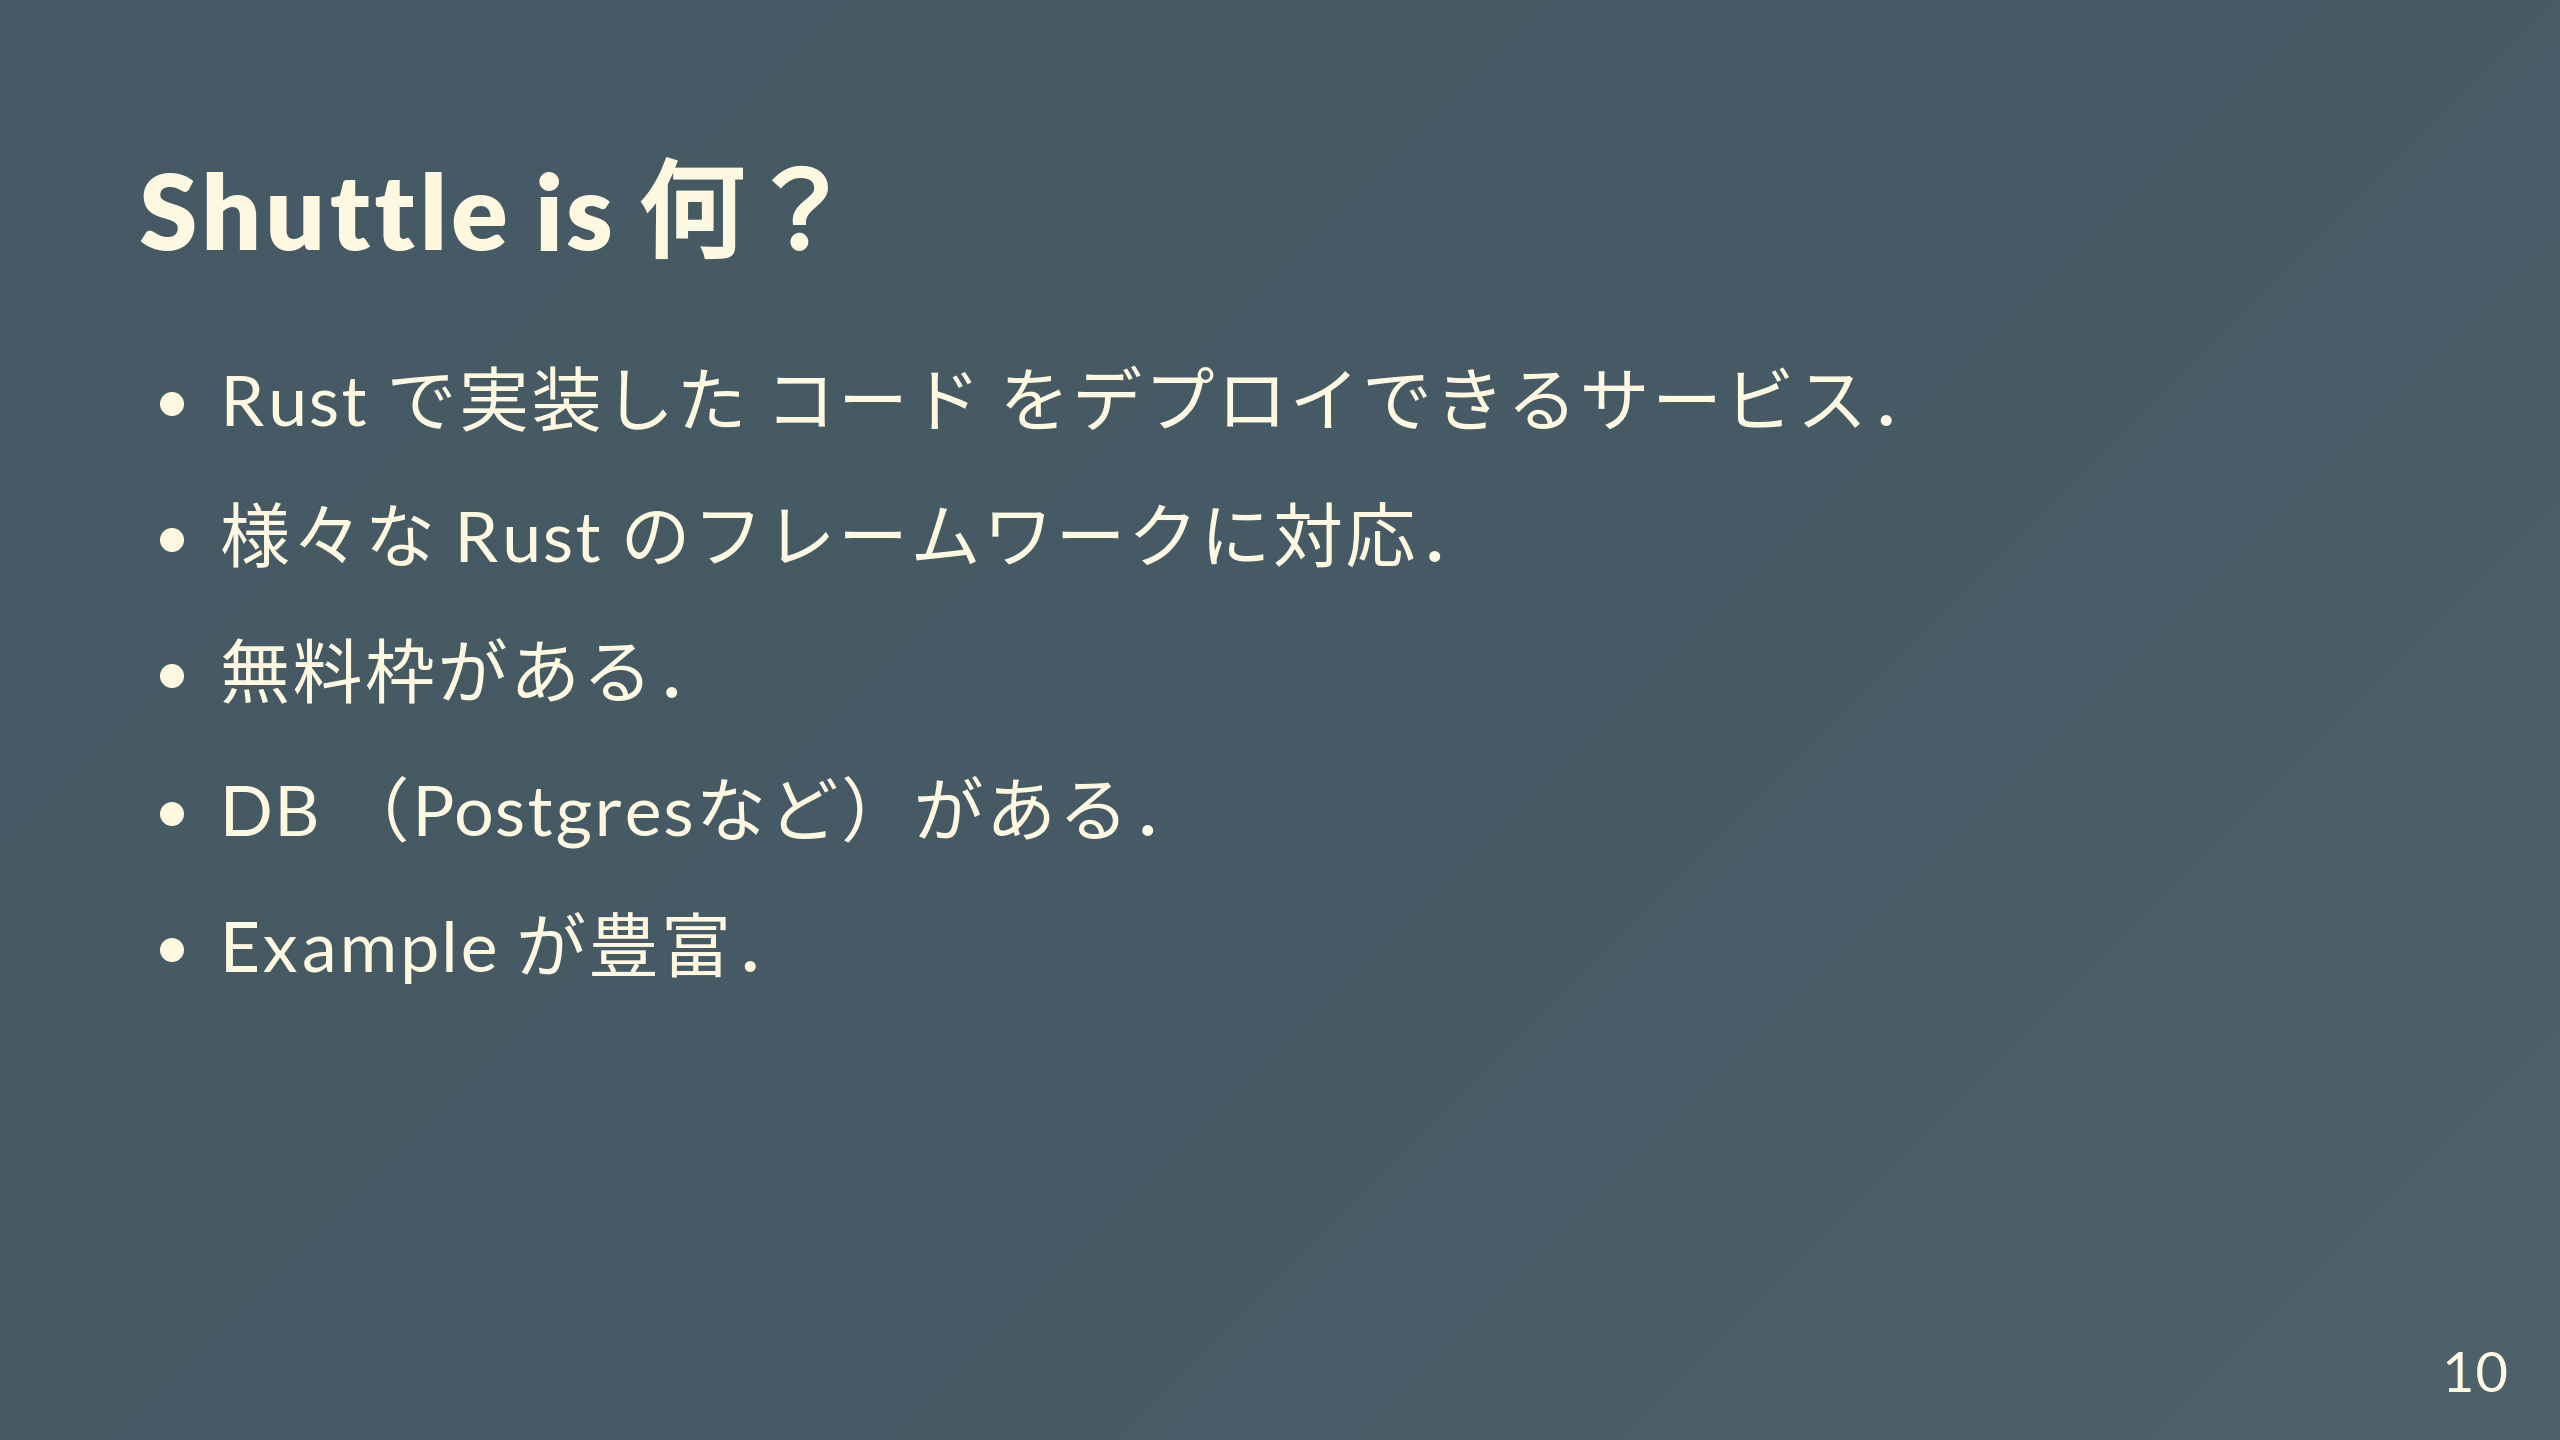 Shuttle is 何？
• Rust で実装した コード をデプロイできるサービス．
• 様々な Rust のフレームワークに対応．
• 無料枠がある．
• DB （Postgresなど）がある．
• Example が豊富．
10